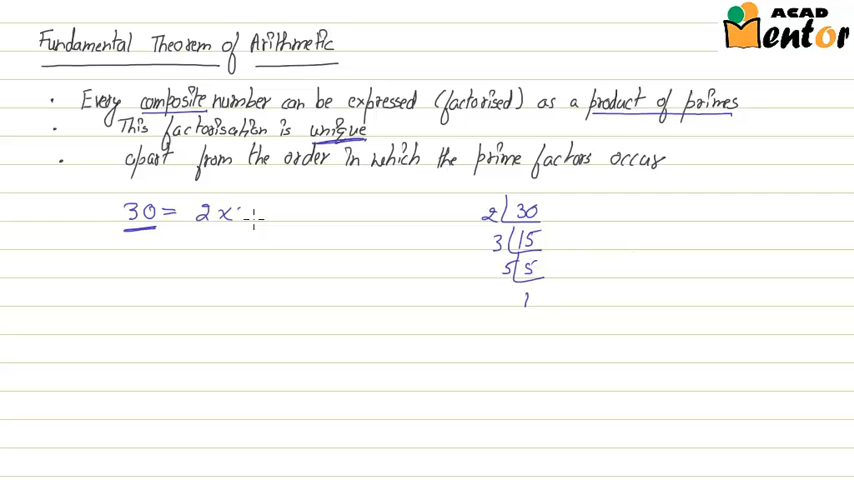 ACAD
Mentor
Fundamental Theorem of Arithmetic
· Every composite number can be expressed (factorised) as a product of primes
· This factorisation is unique
· apart from the order in which the prime factors occur
30 = 2 x
2 | 30
3 | 15
5 | 5
1